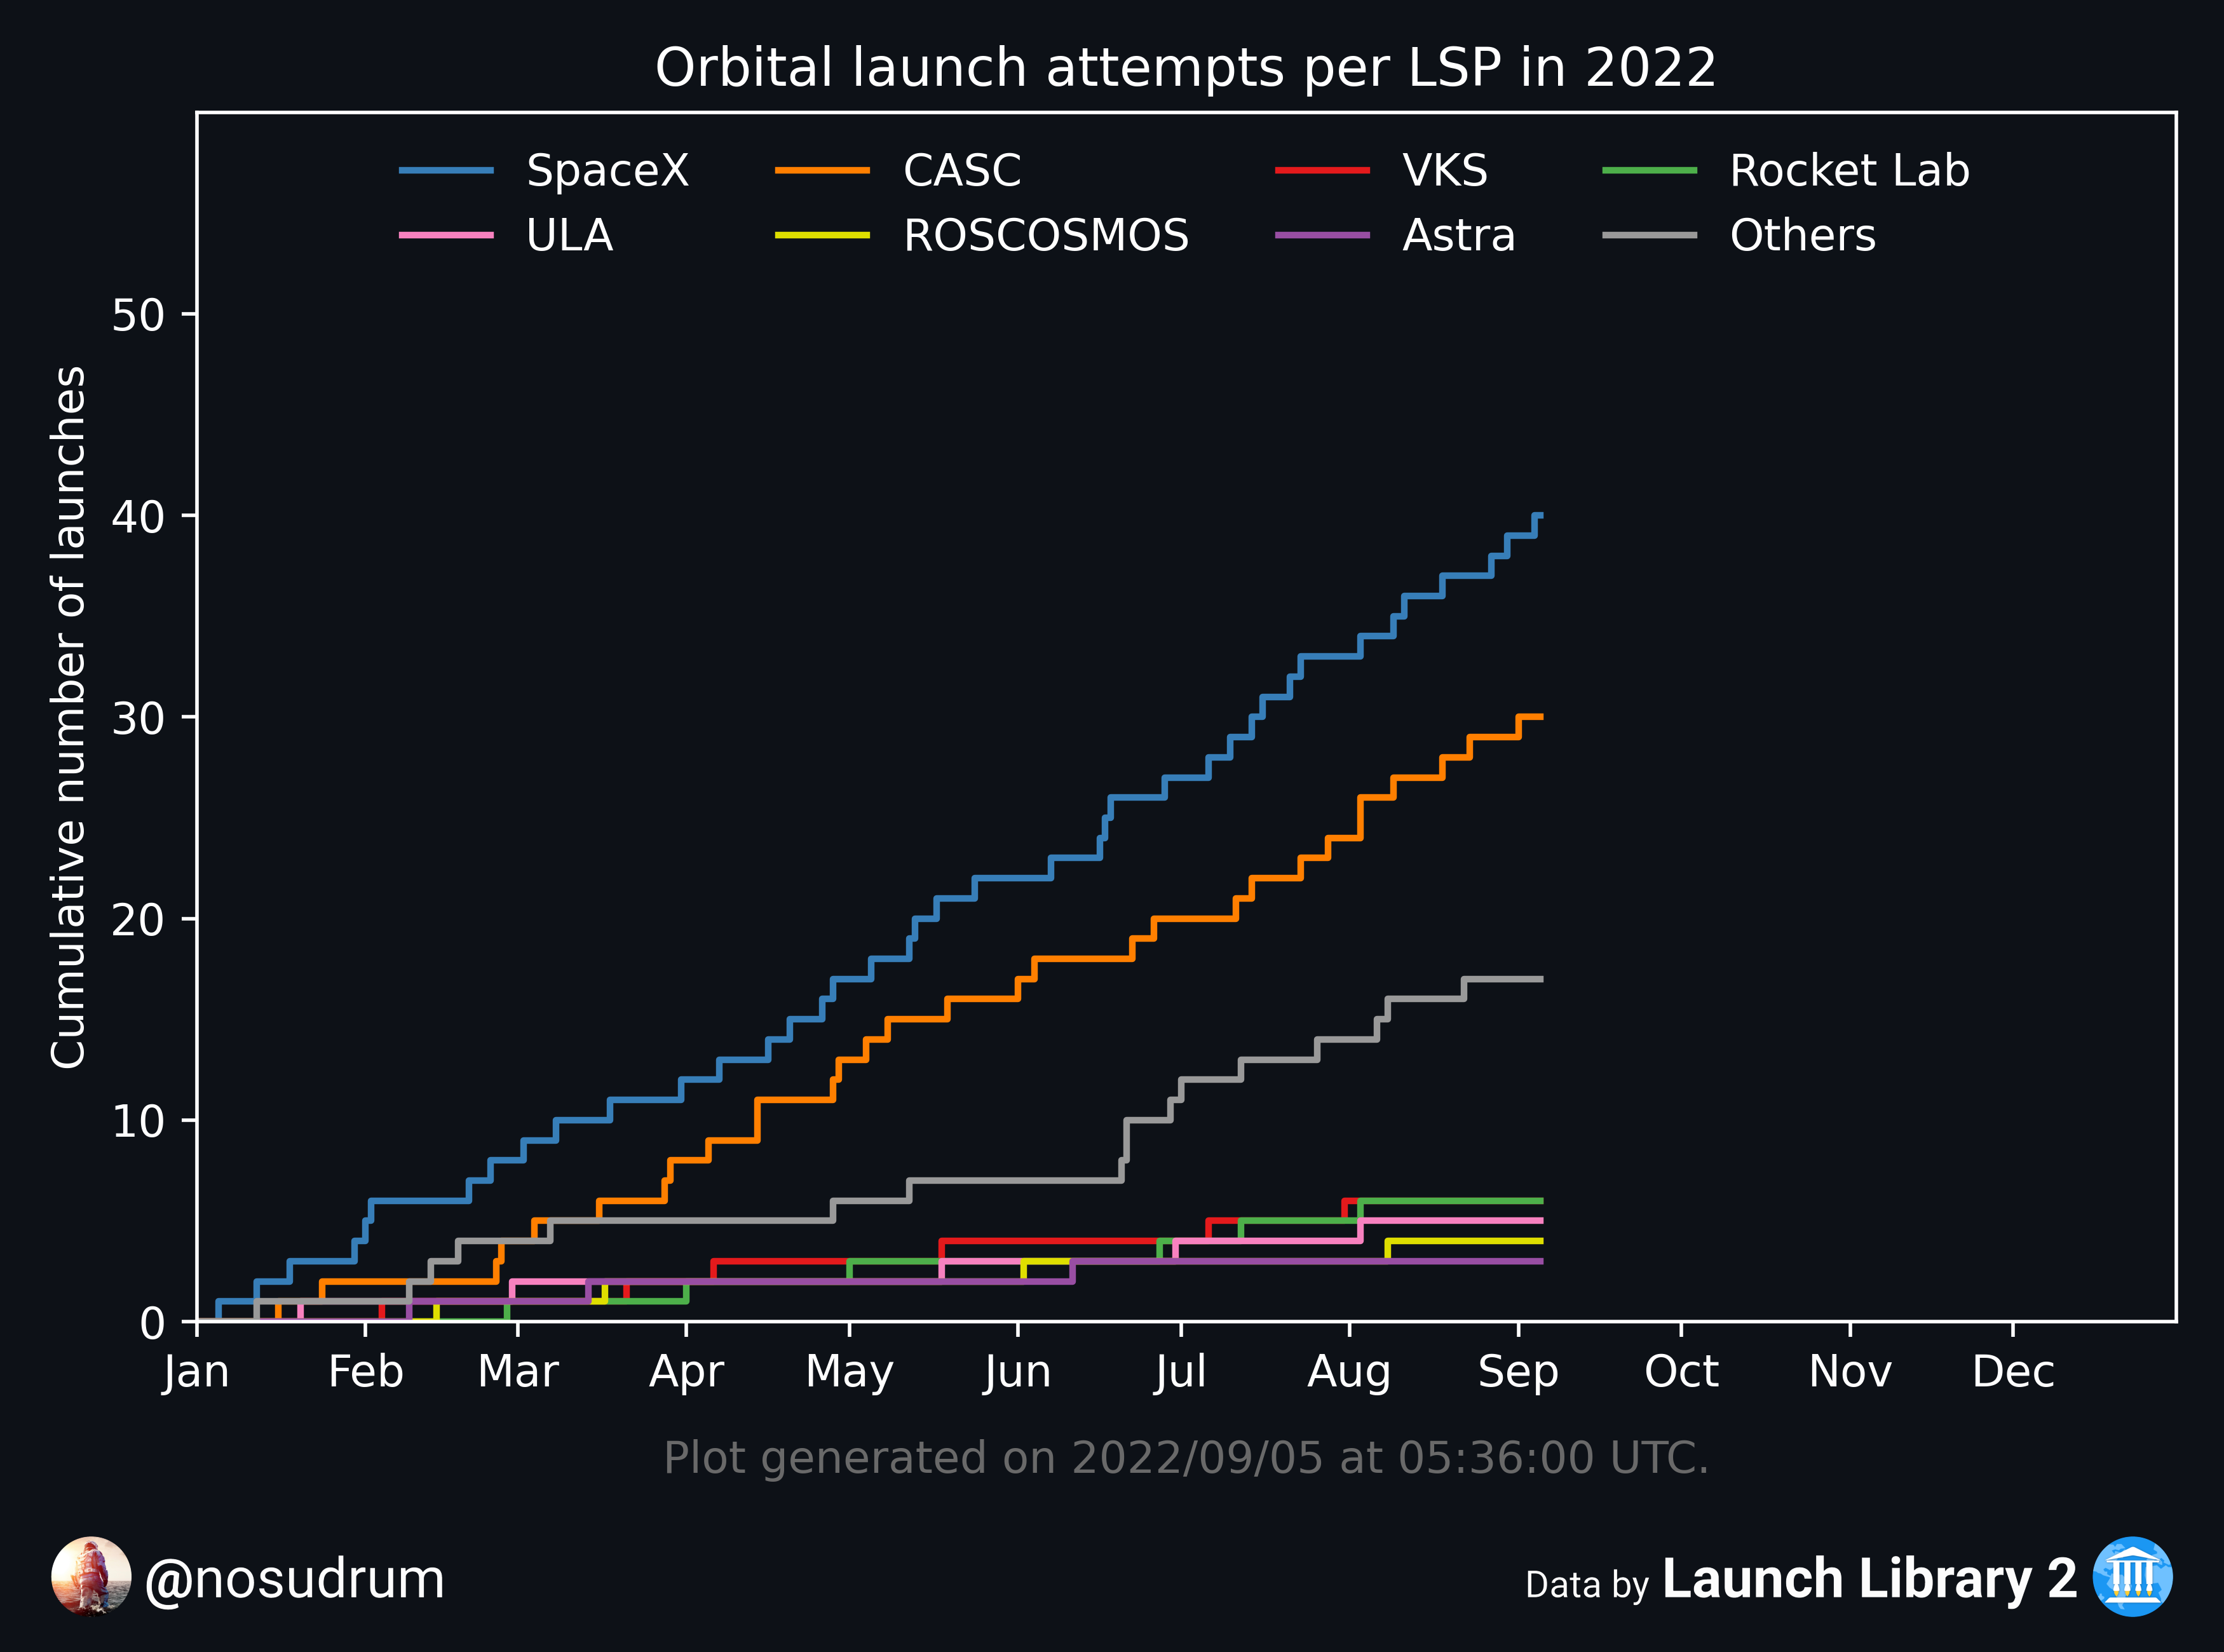 Orbital launch attempts per LSP in 2022
SpaceX CASC VKS Rocket Lab
ULA ROSCOSMOS Astra Others
Cumulative number of launches
50
40
30
20
10
0
Jan Feb Mar Apr May Jun Jul Aug Sep Oct Nov Dec
Plot generated on 2022/09/05 at 05:36:00 UTC.
@nosudrum
Data by Launch Library 2